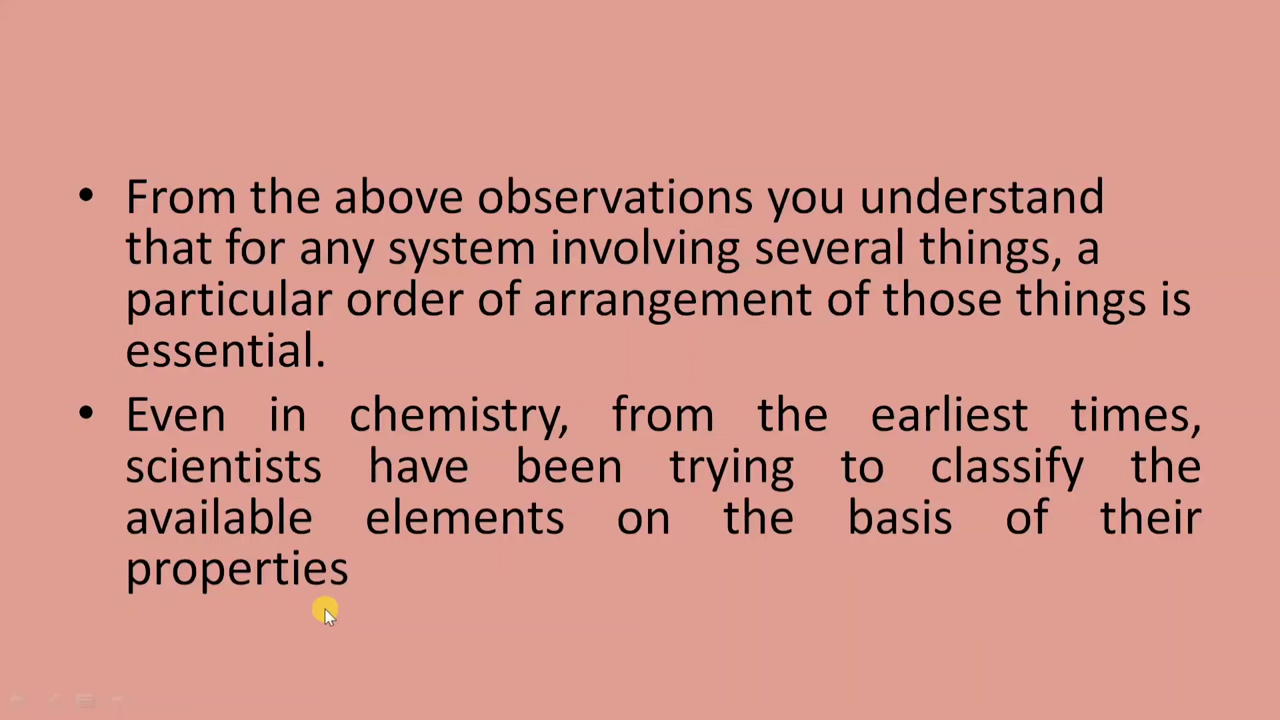 • From the above observations you understand
that for any system involving several things, a
particular order of arrangement of those things is
essential.
• Even in chemistry, from the earliest times,
scientists have been trying to classify the
available elements on the basis of their
properties